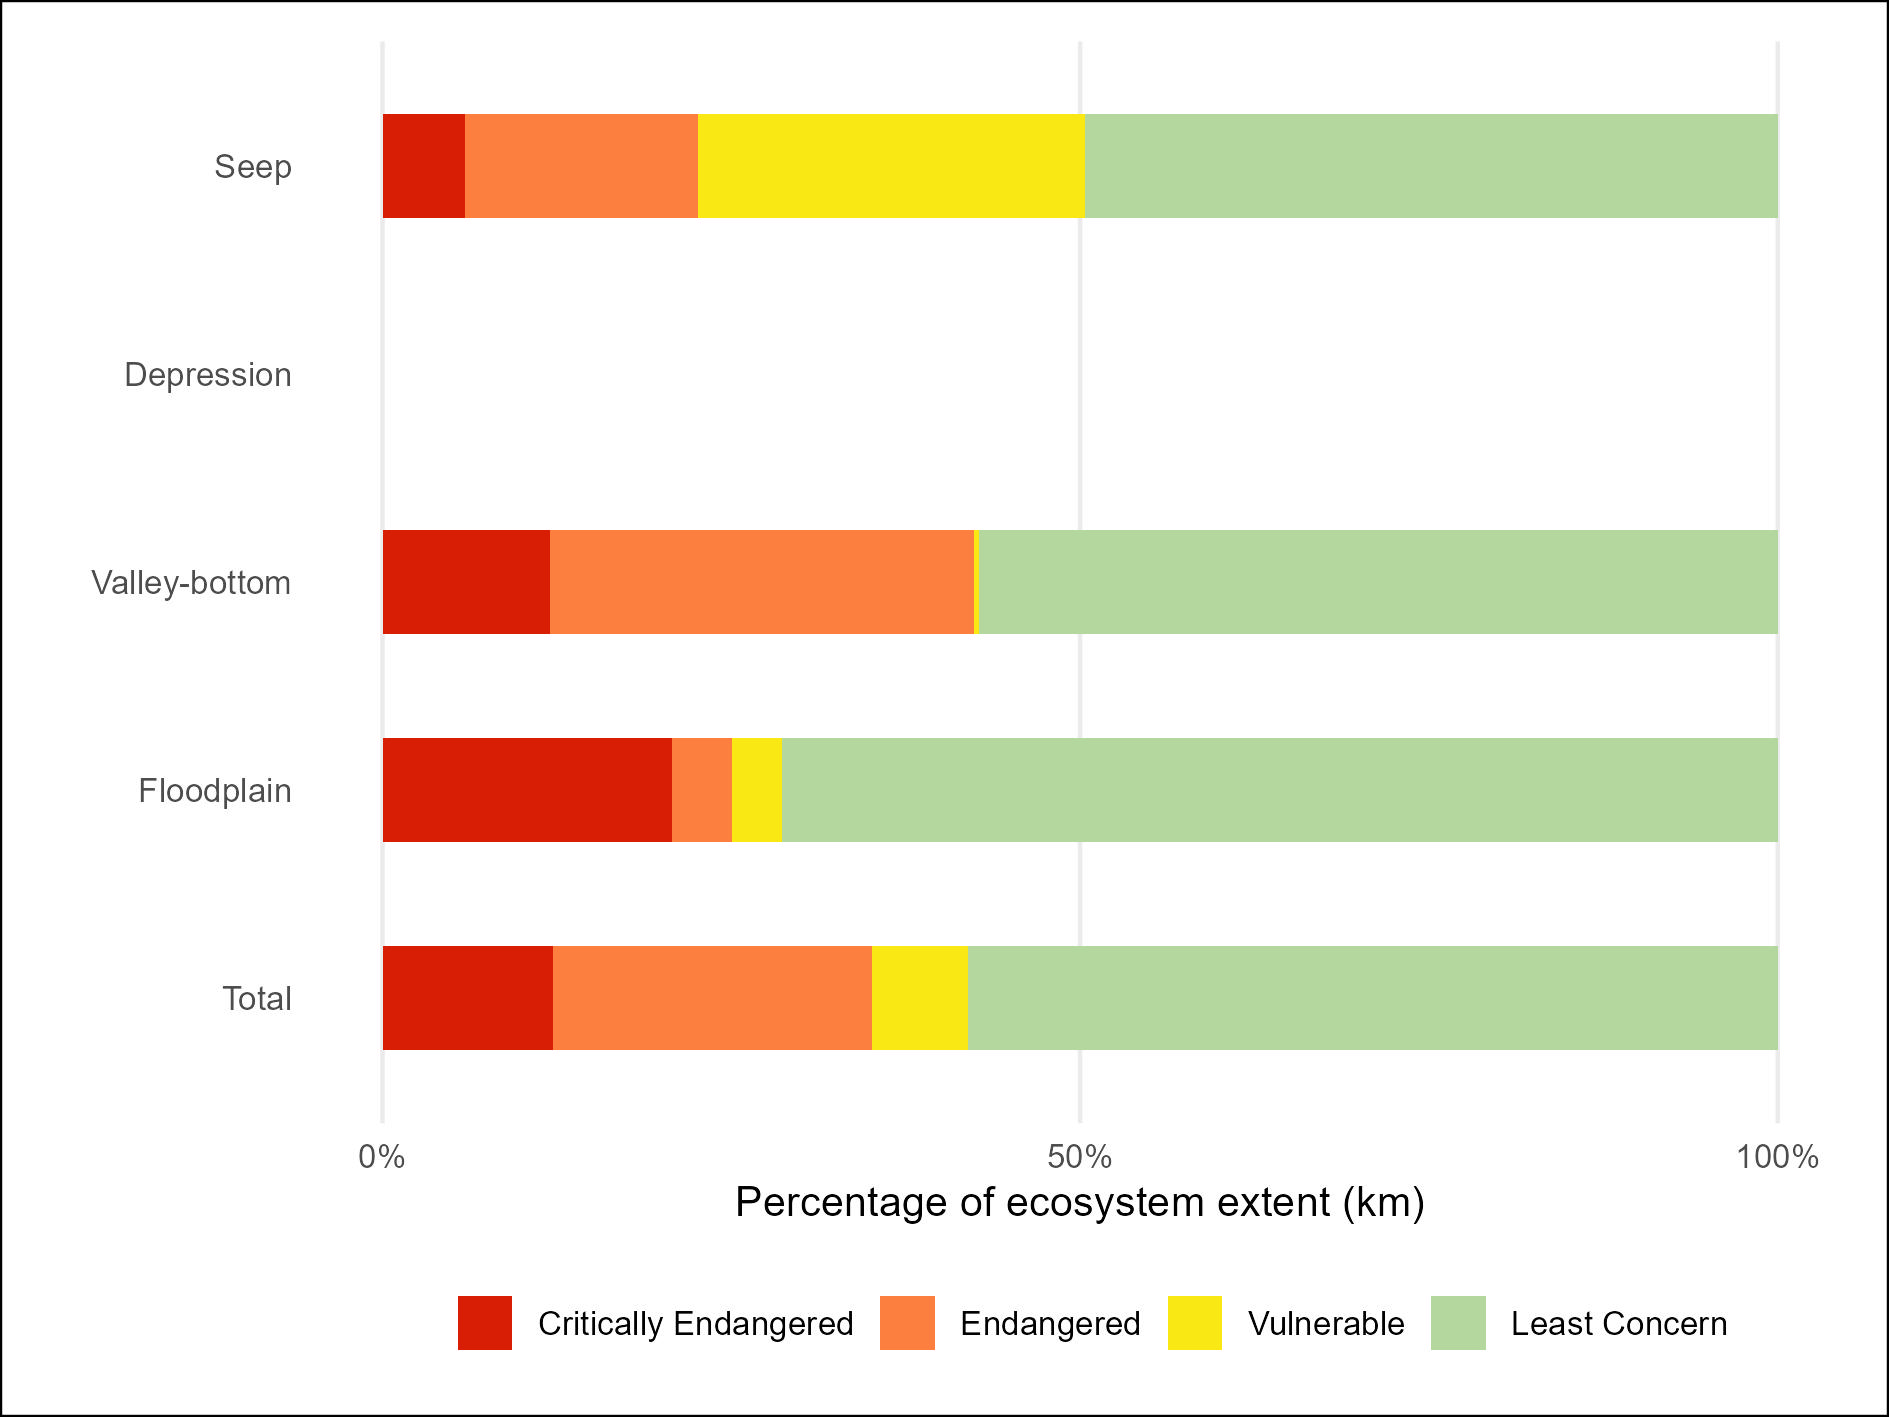 Seep
Depression
Valley-bottom
Floodplain
Total
0% 50% 100%
Percentage of ecosystem extent (km)
Critically Endangered Endangered Vulnerable Least Concern